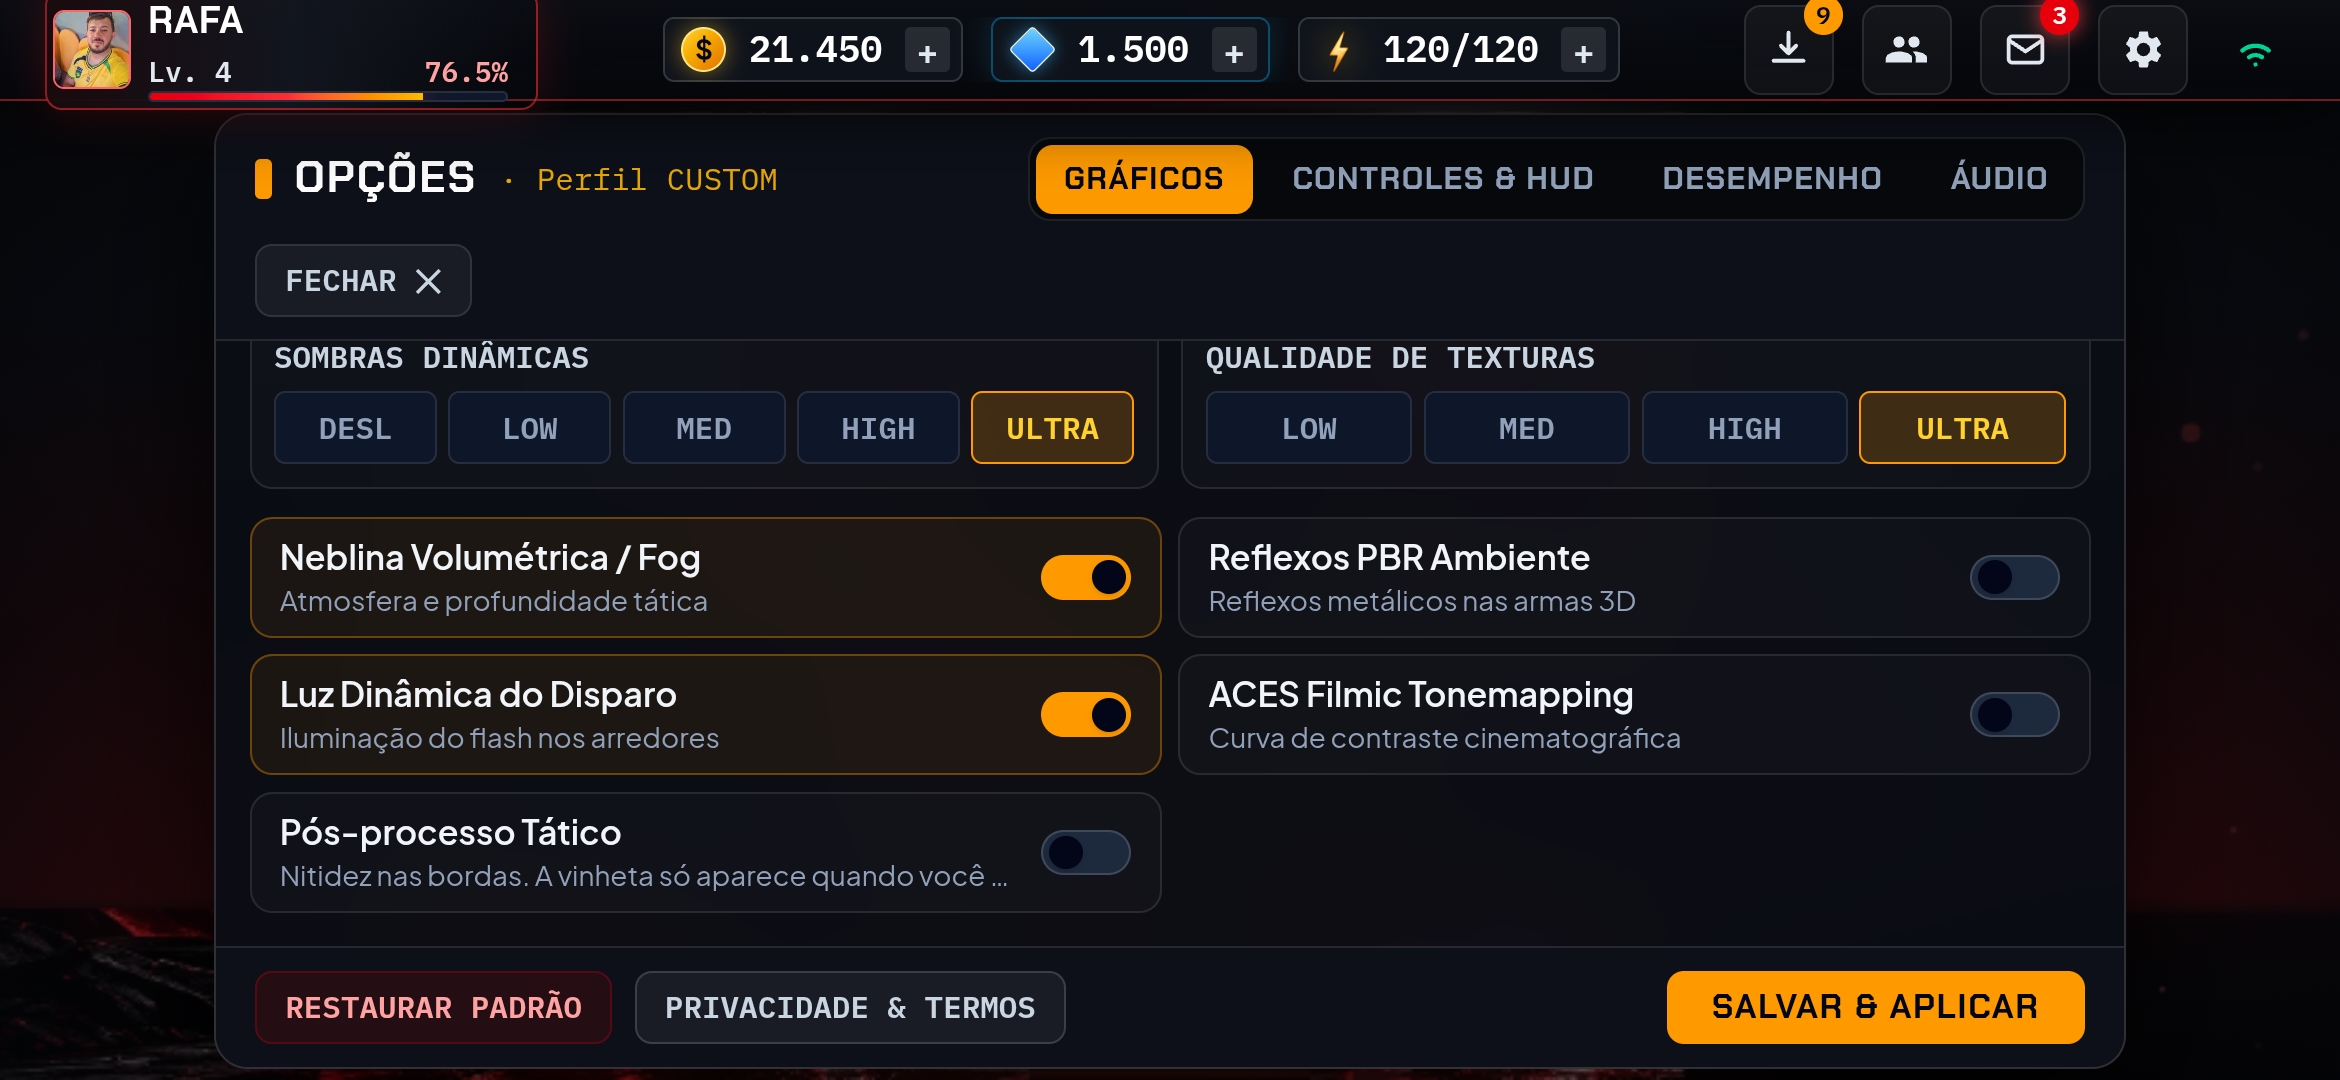 RAFA
Lv. 4 76.5%
$ 21.450 +
1.500 +
120/120 +
9
3
OPÇÕES · Perfil CUSTOM
GRÁFICOS CONTROLES & HUD DESEMPENHO ÁUDIO
FECHAR
SOMBRAS DINÂMICAS
DESL LOW MED HIGH ULTRA
QUALIDADE DE TEXTURAS
LOW MED HIGH ULTRA
Neblina Volumétrica / Fog
Atmosfera e profundidade tática
Reflexos PBR Ambiente
Reflexos metálicos nas armas 3D
Luz Dinâmica do Disparo
Iluminação do flash nos arredores
ACES Filmic Tonemapping
Curva de contraste cinematográfica
Pós-processo Tático
Nitidez nas bordas. A vinheta só aparece quando você ...
RESTAURAR PADRÃO
PRIVACIDADE & TERMOS
SALVAR & APLICAR